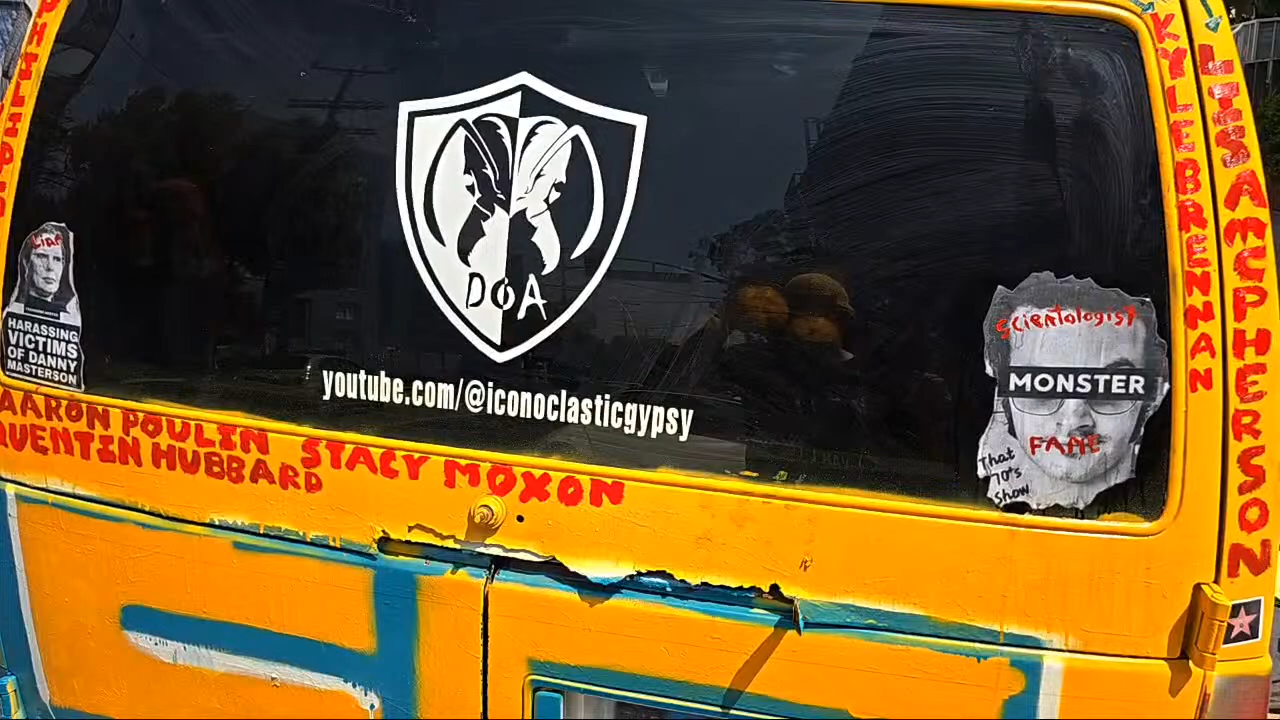 PHILIP
KYLE BRENNAN
LISA MCPHERSON
DOA
youtube.com/@iconoclasticgypsy
Liar
HARASSING
VICTIMS
OF DANNY
MASTERSON
Scientologist
MONSTER
FAME
That
70's
Show
AARON POULIN STACY MOXON
QUENTIN HUBBARD